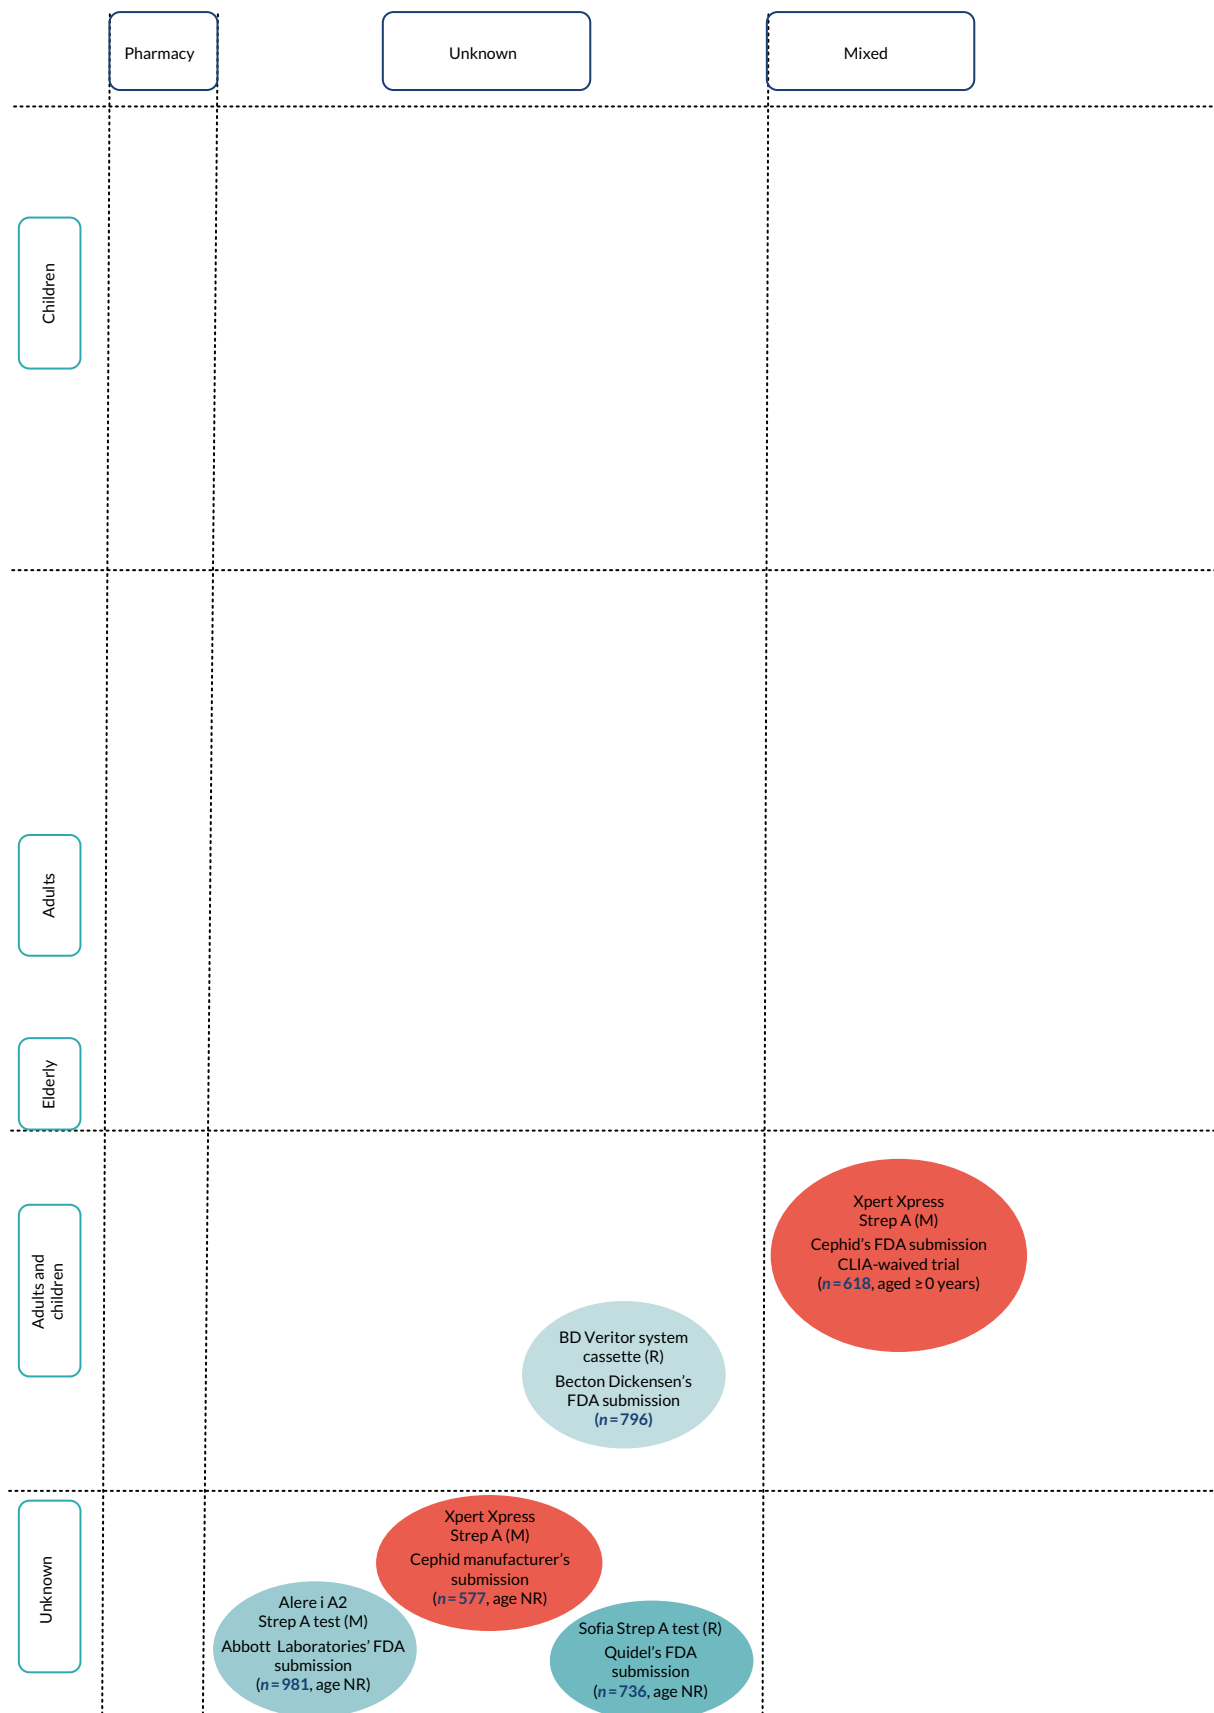 Pharmacy
Unknown
Mixed
Children
Adults
Elderly
Adults and
children
Xpert Xpress
Strep A (M)
Cephid's FDA submission
CLIA-waived trial
(n=618, aged ≥0 years)
BD Veritor system
cassette (R)
Becton Dickensen's
FDA submission
(n=796)
Unknown
Xpert Xpress
Strep A (M)
Cephid manufacturer's
submission
(n=577, age NR)
Alere i A2
Strep A test (M)
Abbott Laboratories' FDA
submission
(n=981, age NR)
Sofia Strep A test (R)
Quidel's FDA
submission
(n=736, age NR)